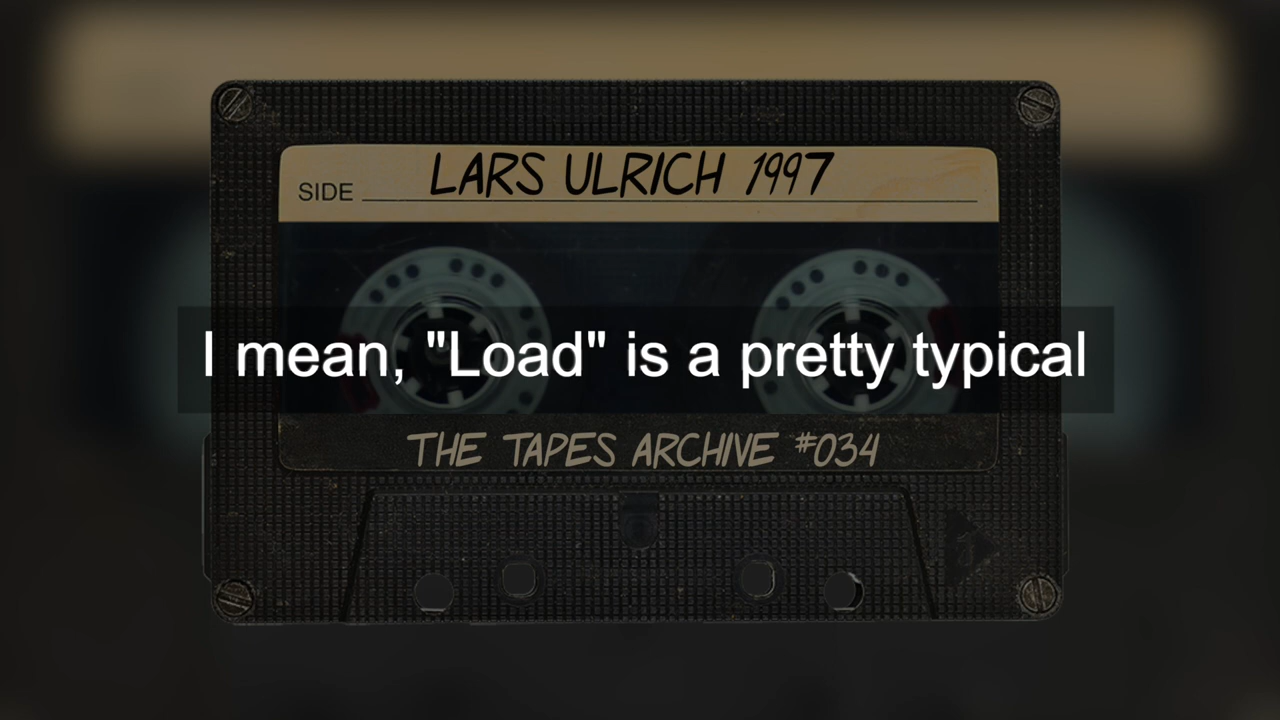 LARS ULRICH 1997
SIDE
I mean, "Load" is a pretty typical
THE TAPES ARCHIVE #034